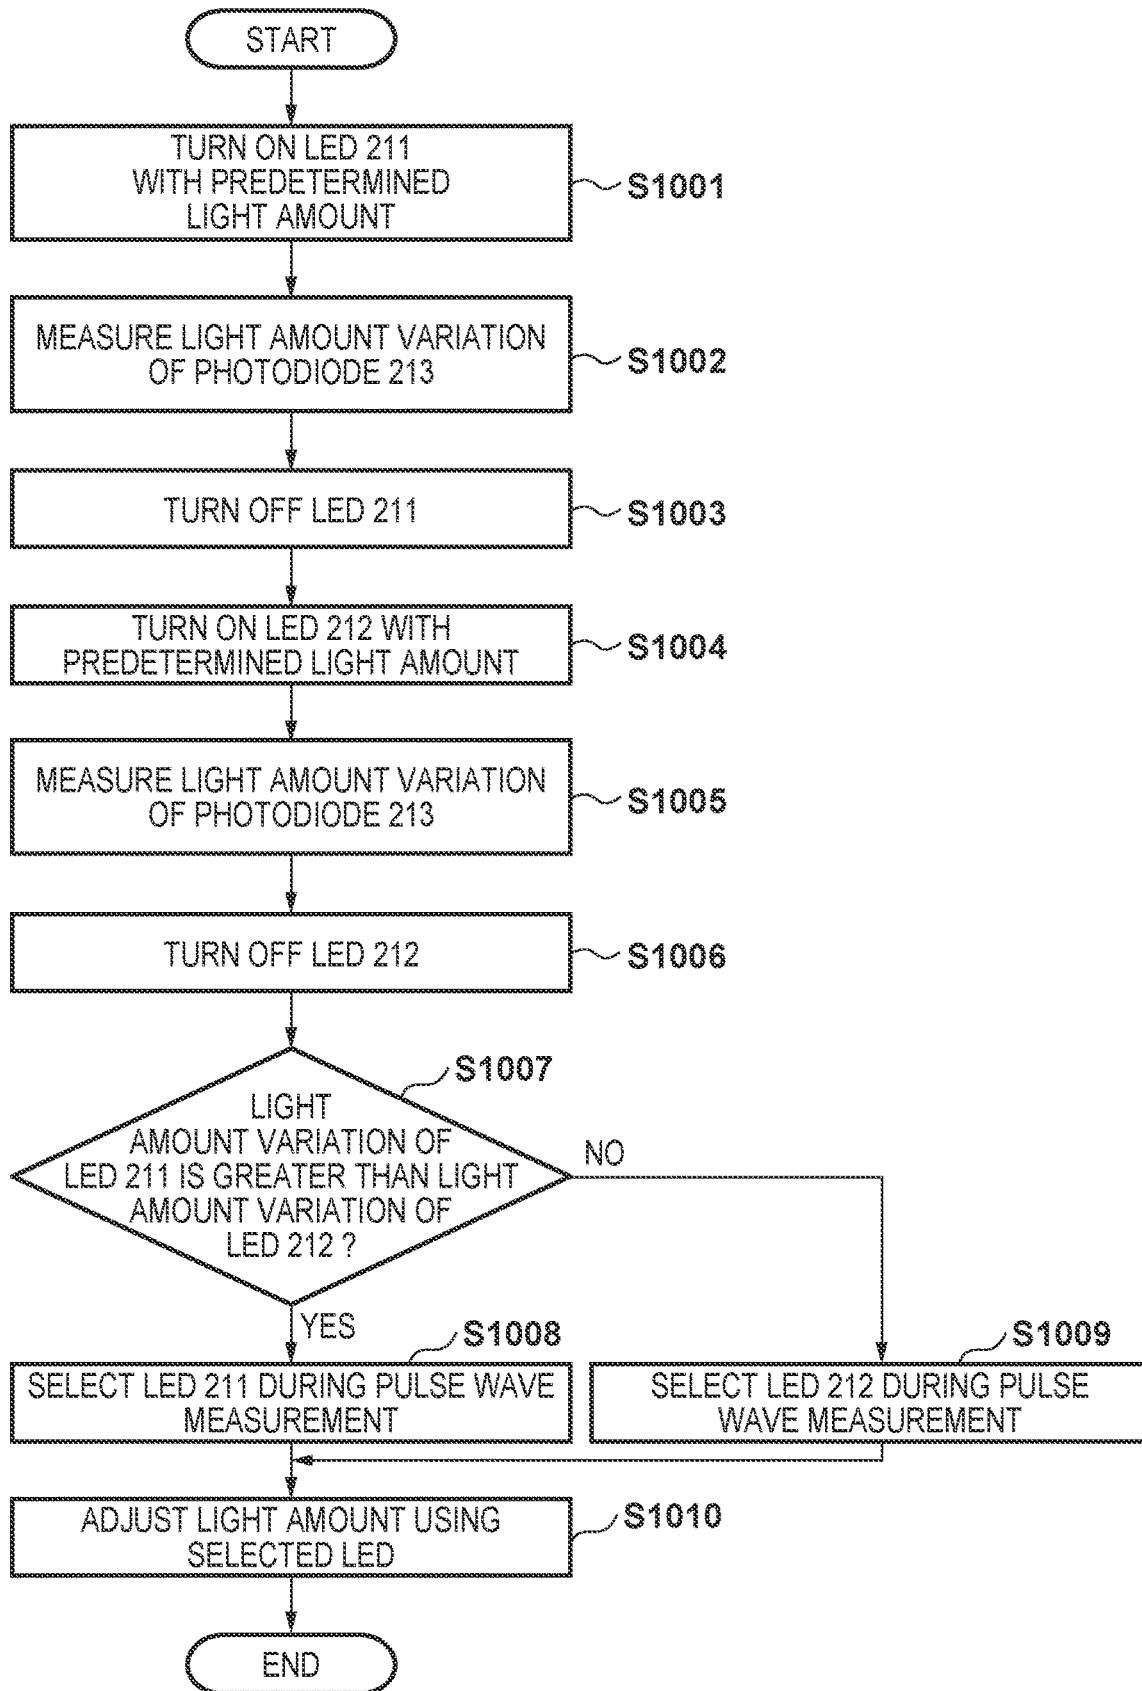 START
TURN ON LED 211
WITH PREDETERMINED
LIGHT AMOUNT
S1001
MEASURE LIGHT AMOUNT VARIATION
OF PHOTODIODE 213
S1002
TURN OFF LED 211
S1003
TURN ON LED 212 WITH
PREDETERMINED LIGHT AMOUNT
S1004
MEASURE LIGHT AMOUNT VARIATION
OF PHOTODIODE 213
S1005
TURN OFF LED 212
S1006
S1007
LIGHT
AMOUNT VARIATION OF
LED 211 IS GREATER THAN LIGHT
AMOUNT VARIATION OF
LED 212 ?
NO
YES
S1008
SELECT LED 211 DURING PULSE WAVE
MEASUREMENT
S1009
SELECT LED 212 DURING PULSE
WAVE MEASUREMENT
ADJUST LIGHT AMOUNT USING
SELECTED LED
S1010
END